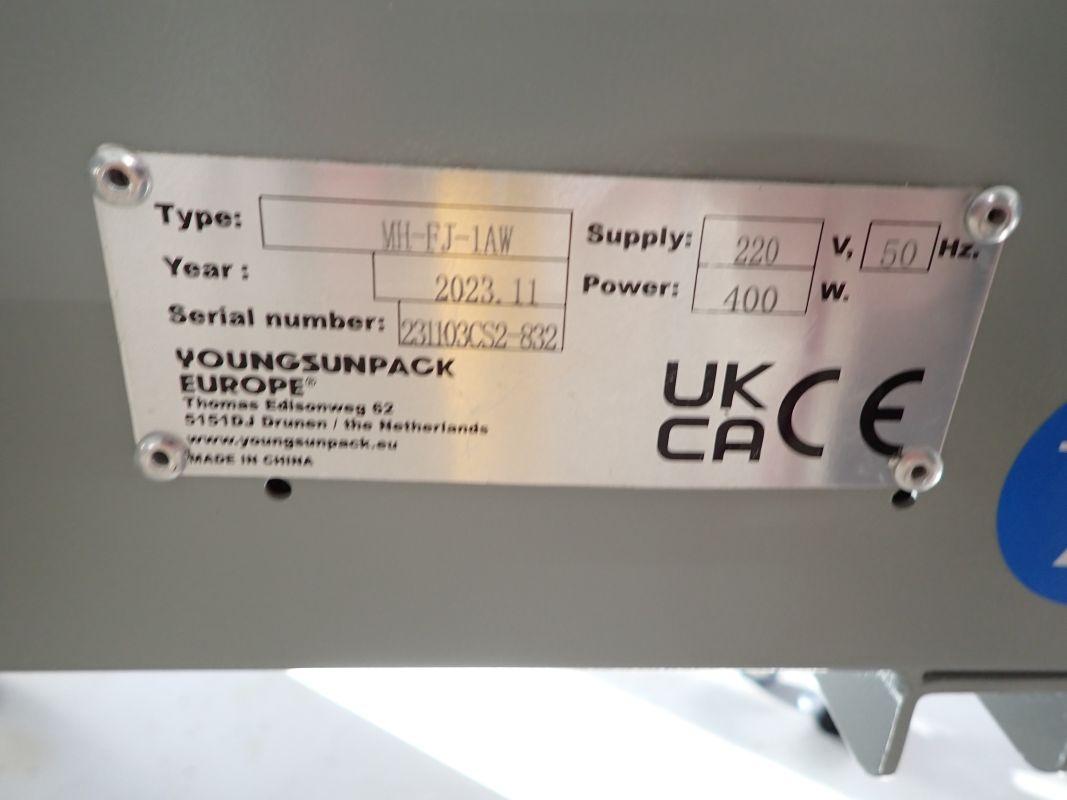 Type: MH-FJ-1AW
Year: 2023.11
Serial number: 231103CS2-832
Supply: 220 V, 50 Hz.
Power: 400 W.
YOUNGSUNPACK
EUROPE®
Thomas Edisonweg 62
5151DJ Drunen / the Netherlands
www.youngsunpack.eu
MADE IN CHINA
UK
CA CE